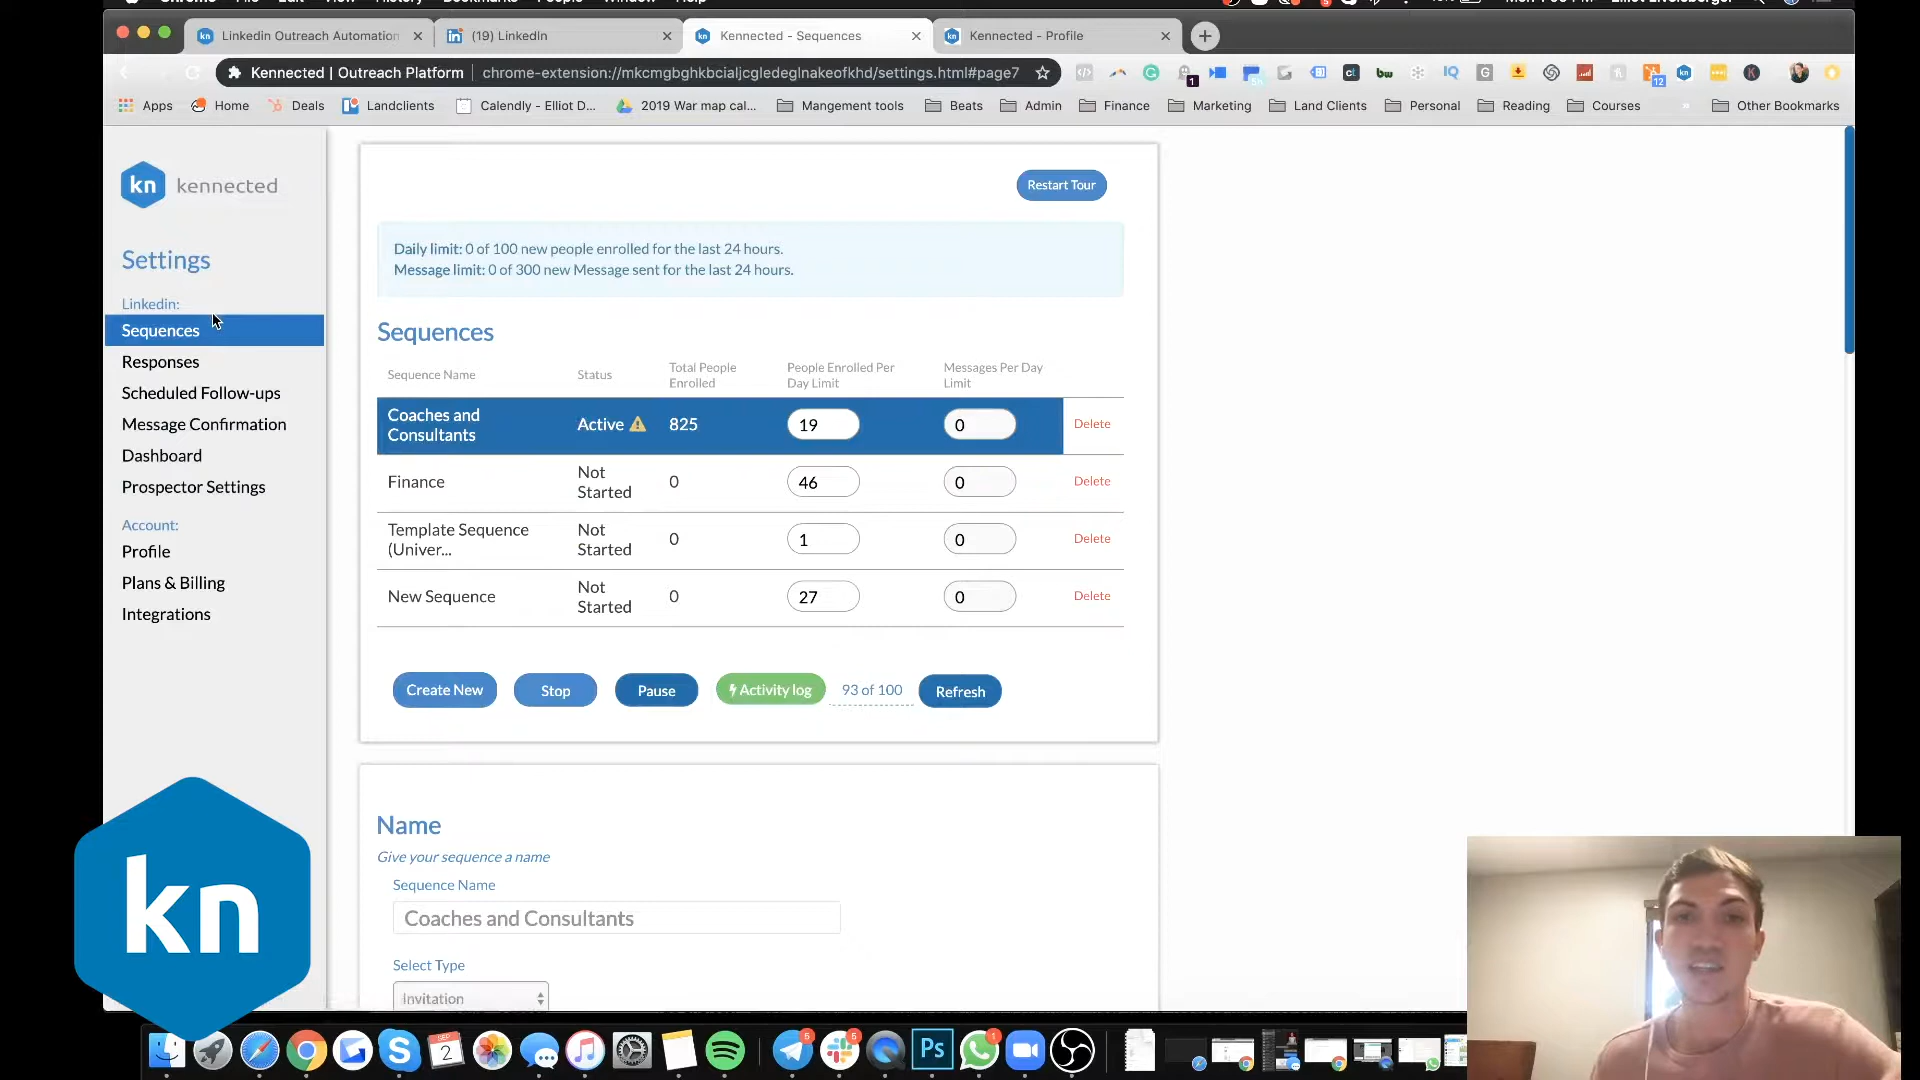 Linkedin Outreach Automation
(19) LinkedIn
Kennected - Sequences
Kennected - Profile
Kennected | Outreach Platform
chrome-extension://mkcmgbghkbcialjcgledeglnakeofkhd/settings.html#page7
Apps
Home
Deals
Landclients
Calendly - Elliot D...
2019 War map cal...
Mangement tools
Beats
Admin
Finance
Marketing
Land Clients
Personal
Reading
Courses
Other Bookmarks
kn kennected
Settings
Linkedin:
Sequences
Responses
Scheduled Follow-ups
Message Confirmation
Dashboard
Prospector Settings
Account:
Profile
Plans & Billing
Integrations
Restart Tour
Daily limit: 0 of 100 new people enrolled for the last 24 hours.
Message limit: 0 of 300 new Message sent for the last 24 hours.
Sequences
Sequence Name
Status
Total People
Enrolled
People Enrolled Per
Day Limit
Messages Per Day
Limit
Coaches and
Consultants
Active
825
19
0
Delete
Finance
Not
Started
0
46
0
Delete
Template Sequence
(Univer...
Not
Started
0
1
0
Delete
New Sequence
Not
Started
0
27
0
Delete
Create New
Stop
Pause
Activity log
93 of 100
Refresh
Name
Give your sequence a name
Sequence Name
Coaches and Consultants
Select Type
Invitation
kn